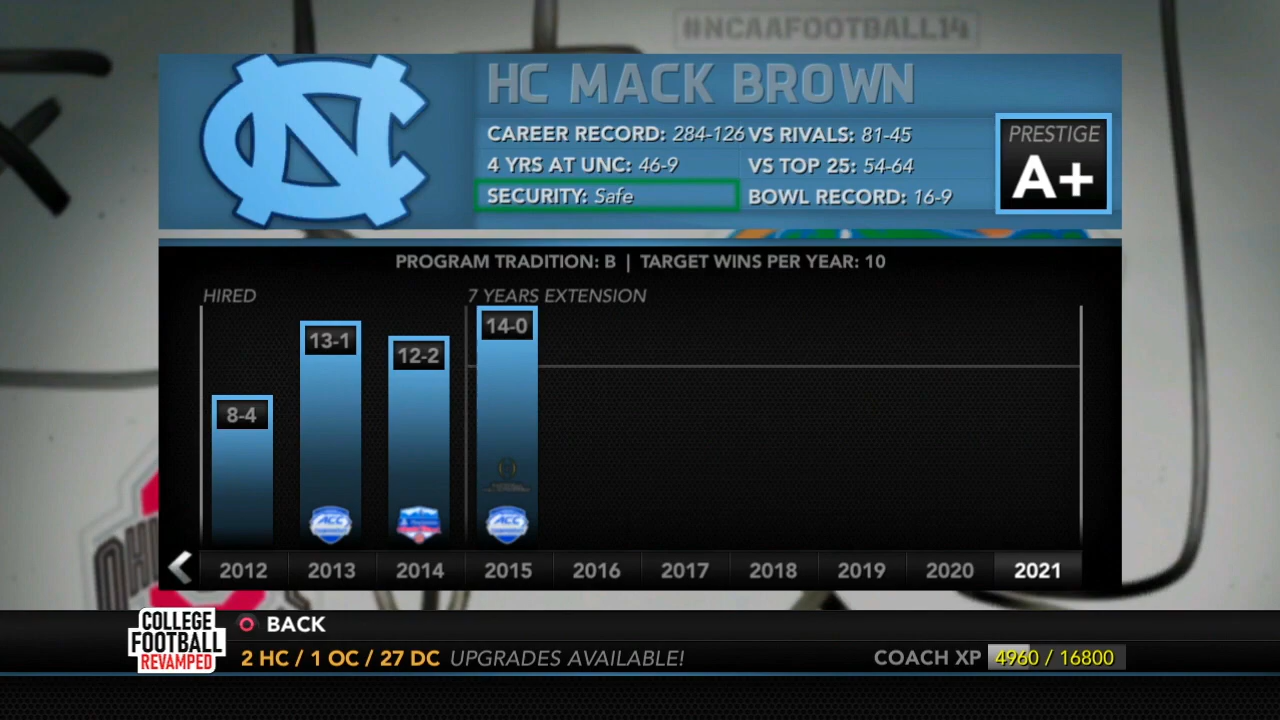 #NCAAFOOTBALL14
HC MACK BROWN
CAREER RECORD: 284-126 VS RIVALS: 81-45
4 YRS AT UNC: 46-9 VS TOP 25: 54-64
SECURITY: Safe BOWL RECORD: 16-9
PRESTIGE
A+
PROGRAM TRADITION: B | TARGET WINS PER YEAR: 10
HIRED 7 YEARS EXTENSION
8-4 13-1 12-2 14-0
ACC ACC
2012 2013 2014 2015 2016 2017 2018 2019 2020 2021
COLLEGE
FOOTBALL
REVAMPED
BACK
2 HC / 1 OC / 27 DC UPGRADES AVAILABLE!
COACH XP 4960 / 16800